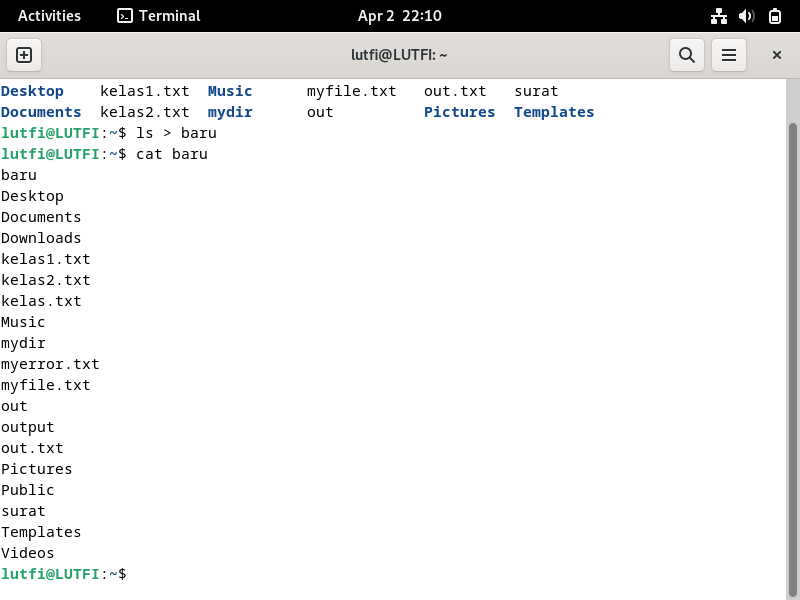 Activities Terminal Apr 2 22:10
lutfi@LUTFI: ~
Desktop kelas1.txt Music myfile.txt out.txt surat
Documents kelas2.txt mydir out Pictures Templates
lutfi@LUTFI:~$ ls > baru
lutfi@LUTFI:~$ cat baru
baru
Desktop
Documents
Downloads
kelas1.txt
kelas2.txt
kelas.txt
Music
mydir
myerror.txt
myfile.txt
out
output
out.txt
Pictures
Public
surat
Templates
Videos
lutfi@LUTFI:~$